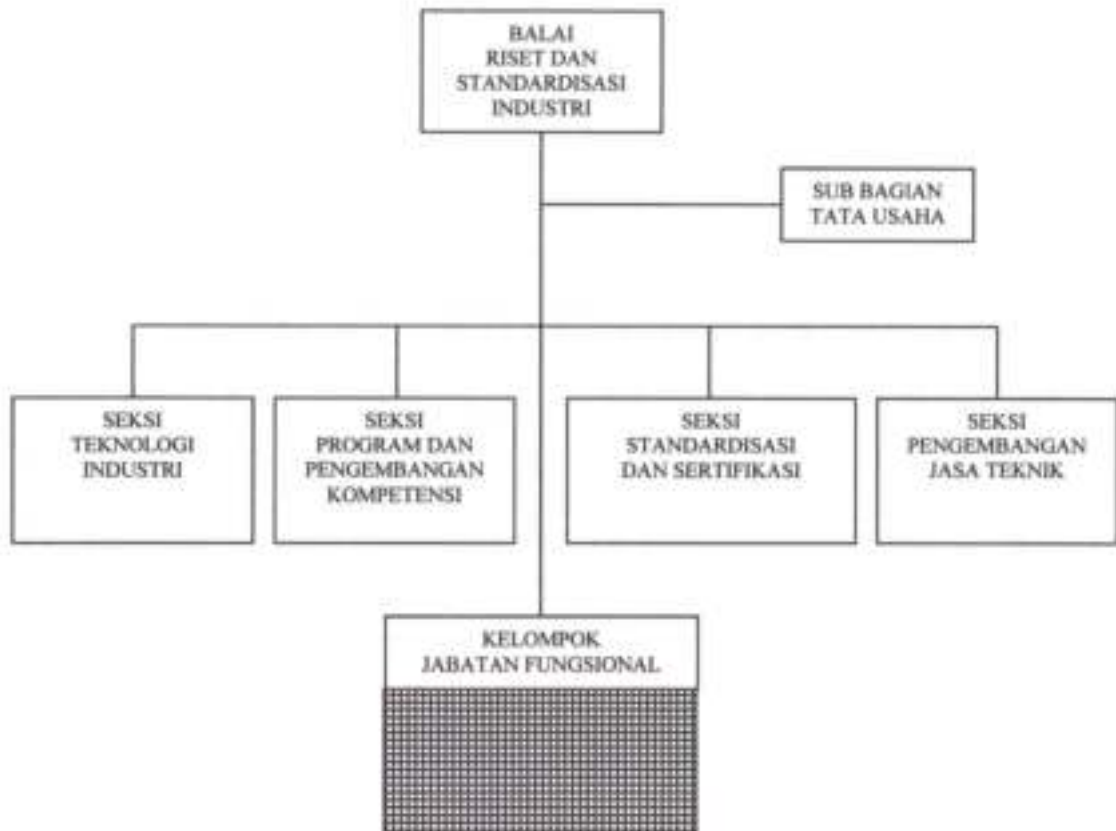 BALAI
RISET DAN
STANDARDISASI
INDUSTRI
SUB BAGIAN
TATA USAHA
SEKSI
TEKNOLOGI
INDUSTRI
SEKSI
PROGRAM DAN
PENGEMBANGAN
KOMPETENSI
SEKSI
STANDARDISASI
DAN SERTIFIKASI
SEKSI
PENGEMBANGAN
JASA TEKNIK
KELOMPOK
JABATAN FUNGSIONAL